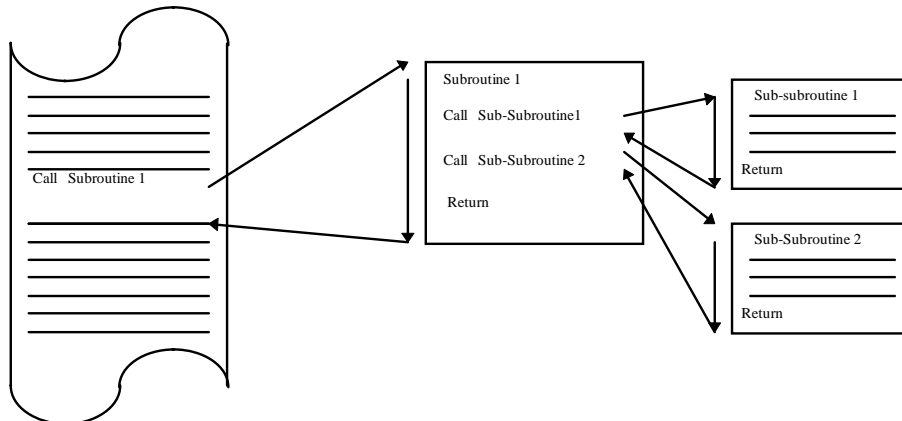 Call Subroutine 1
Subroutine 1
Call Sub-Subroutine1
Call Sub-Subroutine 2
Return
Sub-subroutine 1
Return
Sub-Subroutine 2
Return